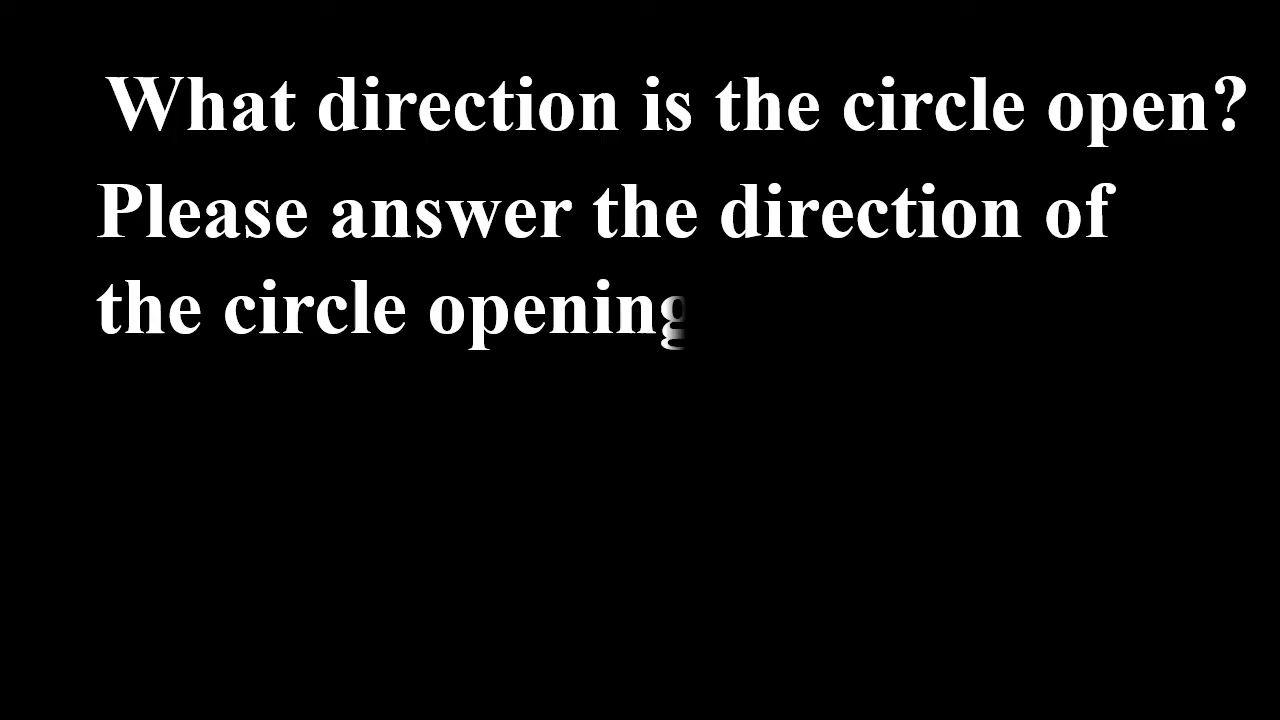 What direction is the circle open?
Please answer the direction of
the circle opening